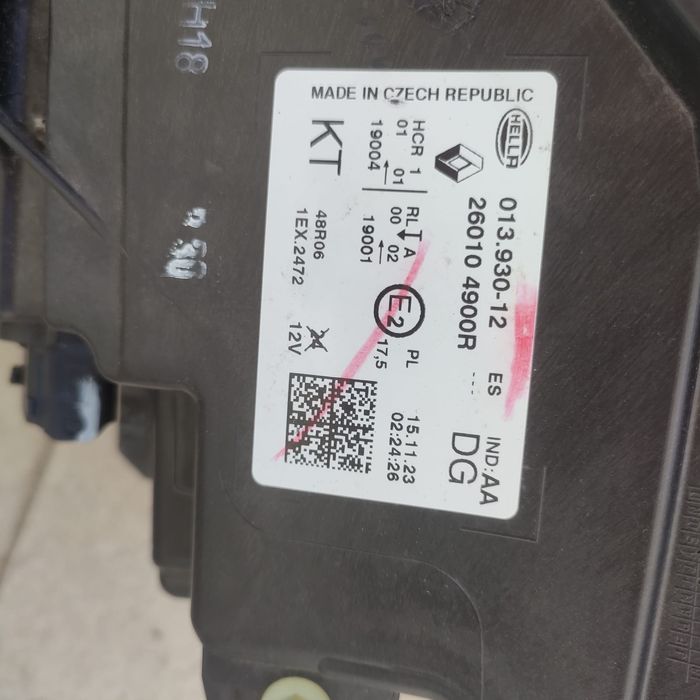 MADE IN CZECH REPUBLIC
HELLA
013.930-12 ES IND:AA
26010 4900R --- DG
HCR 1 RL A PL 15.11.23
01 01 00 02 17,5 02:24:26
19004 19001
E2
KT 48R06 12V
1EX.2472
H18